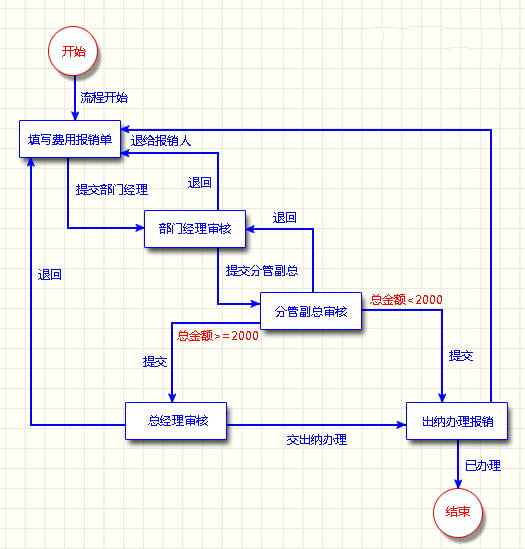 开始
流程开始
填写费用报销单
退给报销人
提交部门经理
退回
部门经理审核
退回
退回
提交分管副总
分管副总审核
总金额<2000
总金额>=2000
提交
提交
总经理审核
出纳办理报销
交出纳办理
已办理
结束